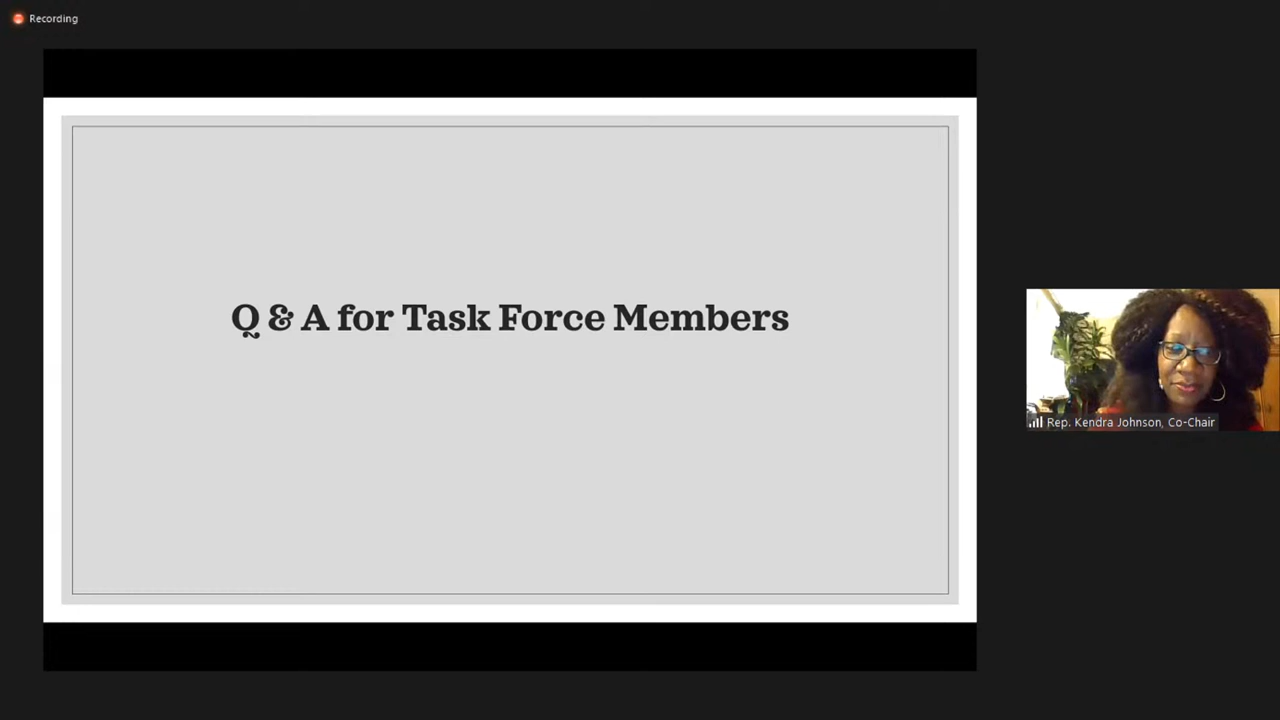 Recording
Q & A for Task Force Members
Rep. Kendra Johnson, Co-Chair